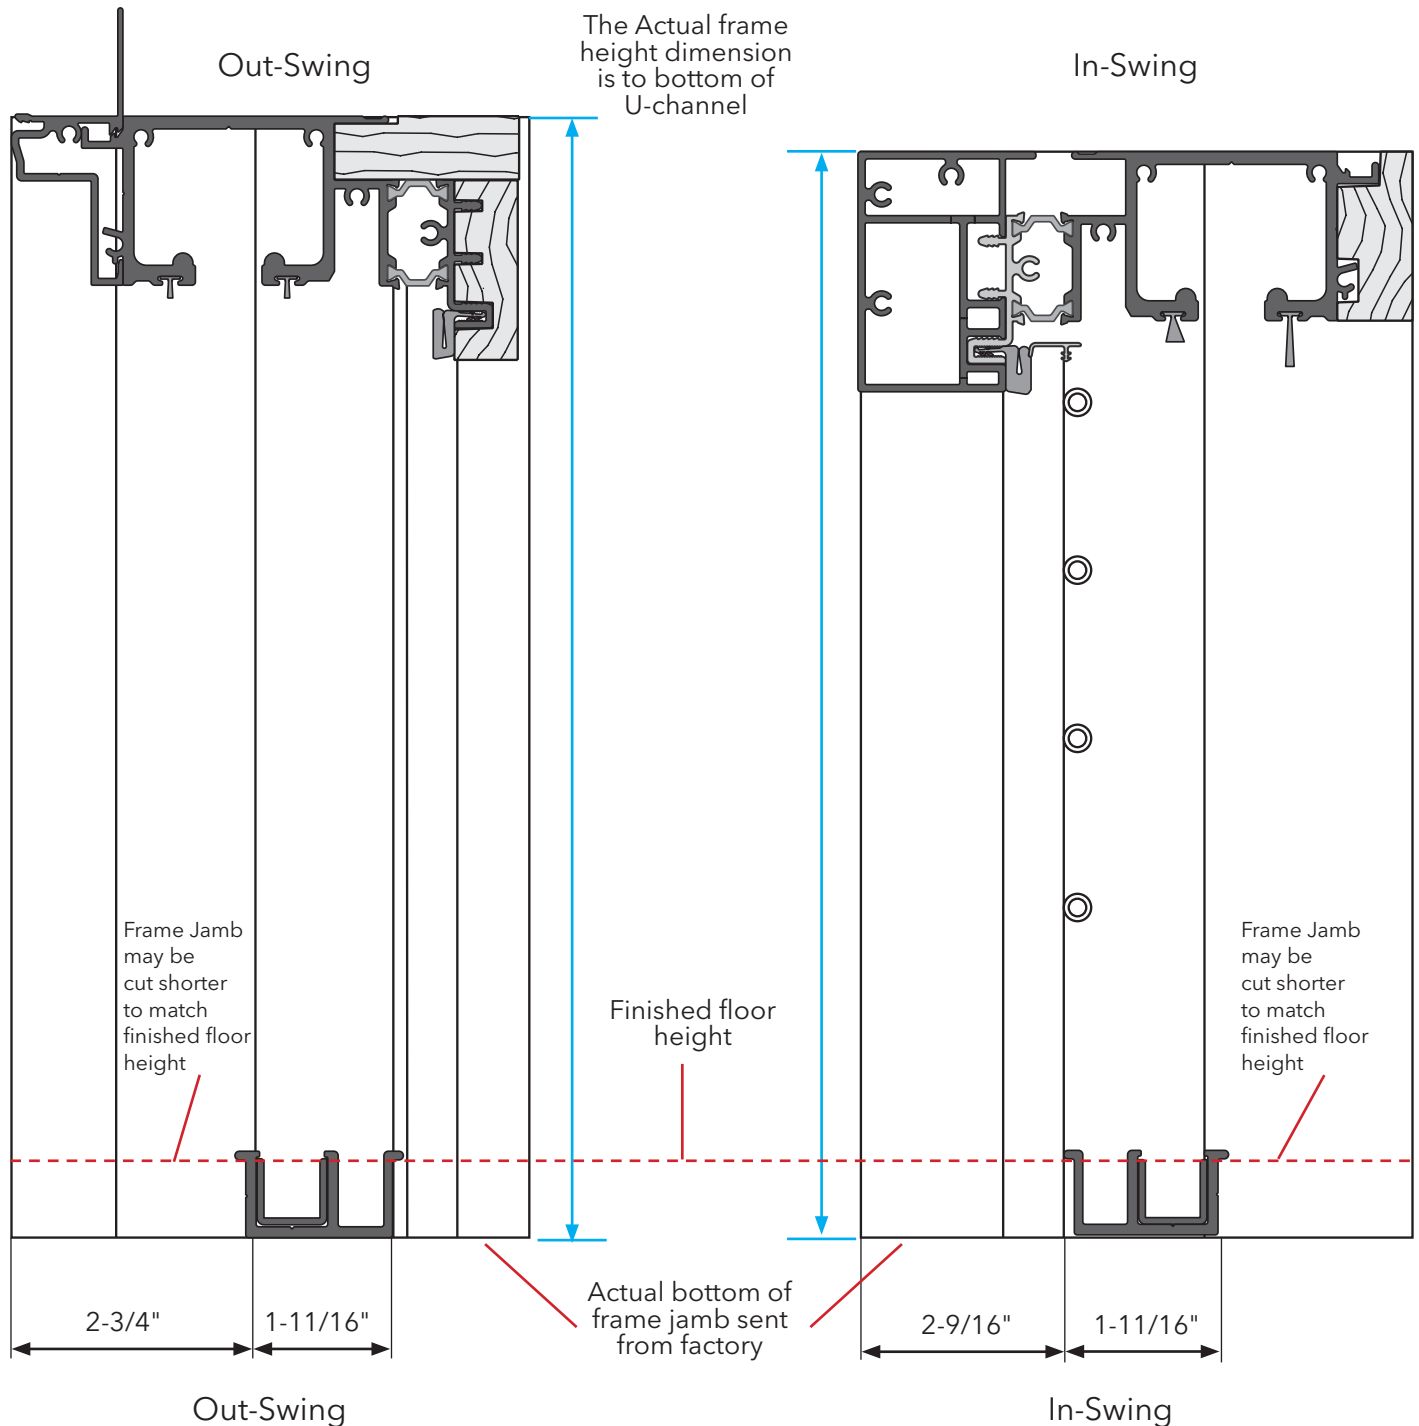 The Actual frame
height dimension
is to bottom of
U-channel
Out-Swing
In-Swing
Frame Jamb
may be
cut shorter
to match
finished floor
height
Finished floor
height
Frame Jamb
may be
cut shorter
to match
finished floor
height
Actual bottom of
frame jamb sent
from factory
2-3/4"
1-11/16"
2-9/16"
1-11/16"
Out-Swing
In-Swing